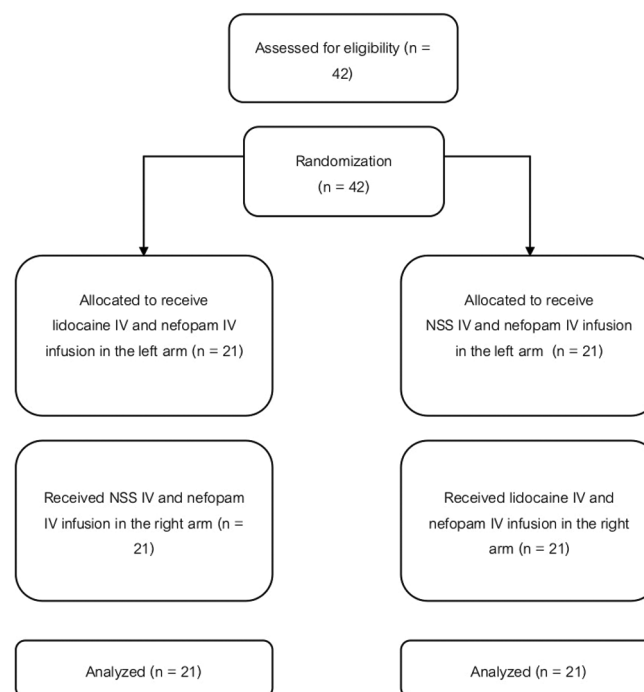 Assessed for eligibility (n =
42)
Randomization
(n = 42)
Allocated to receive
lidocaine IV and nefopam IV
infusion in the left arm (n = 21)
Allocated to receive
NSS IV and nefopam IV infusion
in the left arm (n = 21)
Received NSS IV and nefopam
IV infusion in the right arm (n =
21)
Received lidocaine IV and
nefopam IV infusion in the right
arm (n = 21)
Analyzed (n = 21)
Analyzed (n = 21)